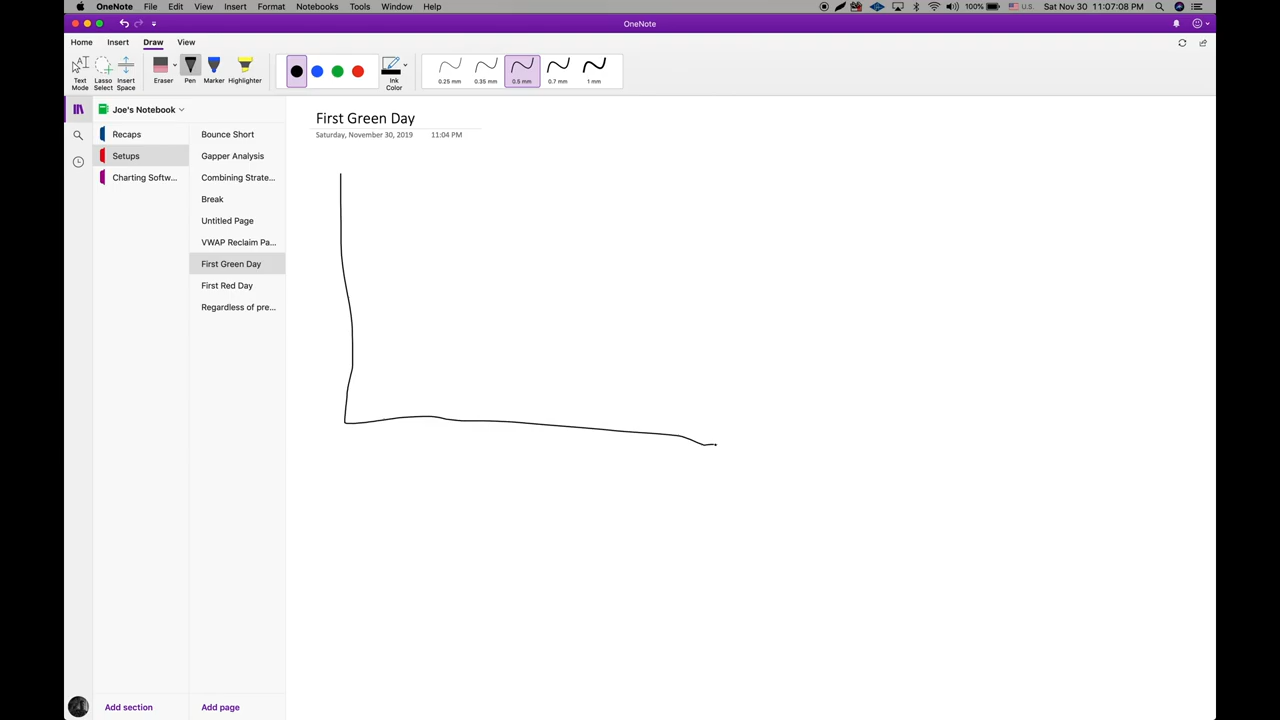 OneNote File Edit View Insert Format Notebooks Tools Window Help 100% U.S. Sat Nov 30 11:07:08 PM
OneNote
Home Insert Draw View
Text Mode Lasso Select Insert Space Eraser Pen Marker Highlighter Ink Color 0.25 mm 0.35 mm 0.5 mm 0.7 mm 1 mm
Joe's Notebook
Recaps
Setups
Charting Softw...
Bounce Short
Gapper Analysis
Combining Strate...
Break
Untitled Page
VWAP Reclaim Pa...
First Green Day
First Red Day
Regardless of pre...
First Green Day
Saturday, November 30, 2019 11:04 PM
Add section Add page